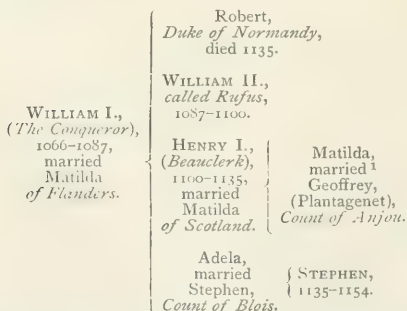 Robert,
Duke of Normandy,
died 1135.
WILLIAM II.,
called Rufus,
1087-1100.
WILLIAM I.,
(The Conqueror),
1066-1087,
married
Matilda
of Flanders.
HENRY I.,
(Beauclerk),
1100-1135,
married
Matilda
of Scotland.
Matilda,
married 1
Geoffrey,
(Plantagenet),
Count of Anjou.
Adela,
married
Stephen,
Count of Blois.
STEPHEN,
1135-1154.